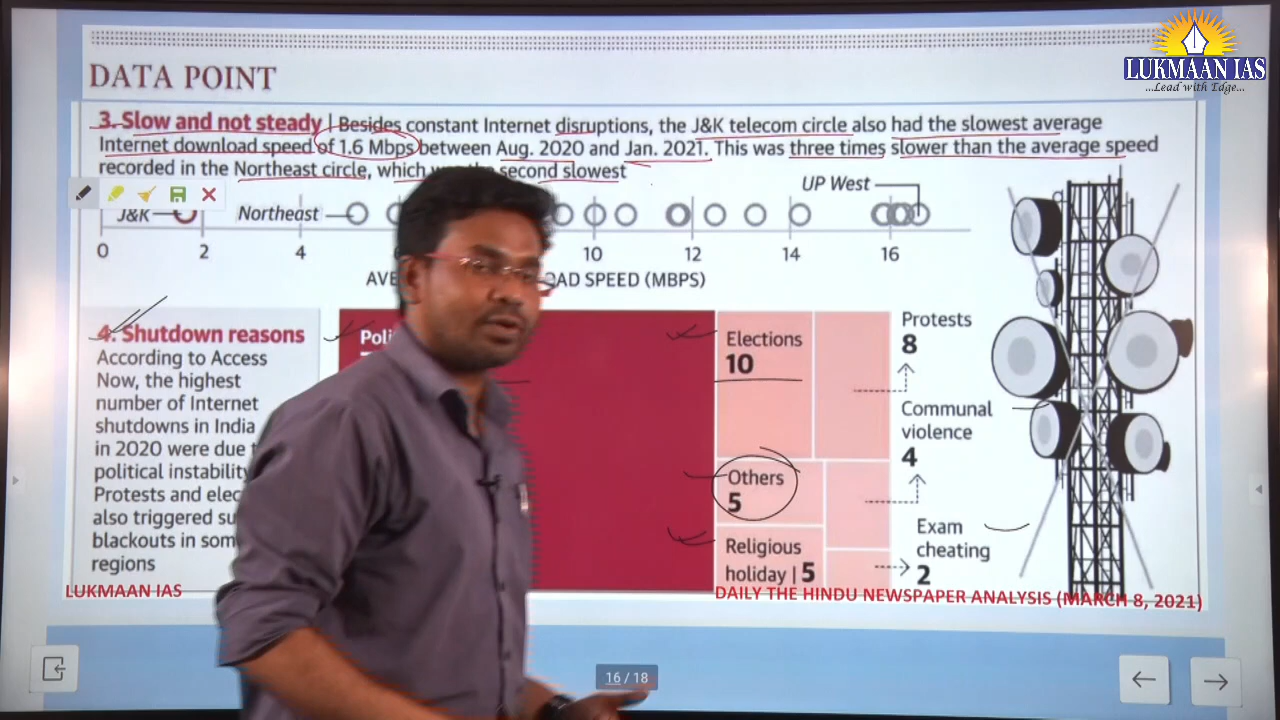 LUKMAAN IAS
...Lead with Edge...
DATA POINT
3. Slow and not steady | Besides constant Internet disruptions, the J&K telecom circle also had the slowest average
Internet download speed of 1.6 Mbps between Aug. 2020 and Jan. 2021. This was three times slower than the average speed
recorded in the Northeast circle, which second slowest
UP West
J&K
Northeast
0 2 4 10 12 14 16
SPEED (MBPS)
4. Shutdown reasons
According to Access
Now, the highest
number of Internet
shutdowns in India
in 2020 were due
political instability
Protests and
also triggered
blackouts in
regions
Elections
10
Others
5
Religious
holiday | 5
Protests
8
Communal
violence
4
Exam
cheating
2
LUKMAAN IAS
DAILY THE HINDU NEWSPAPER ANALYSIS (MARCH 8, 2021)
16 / 18